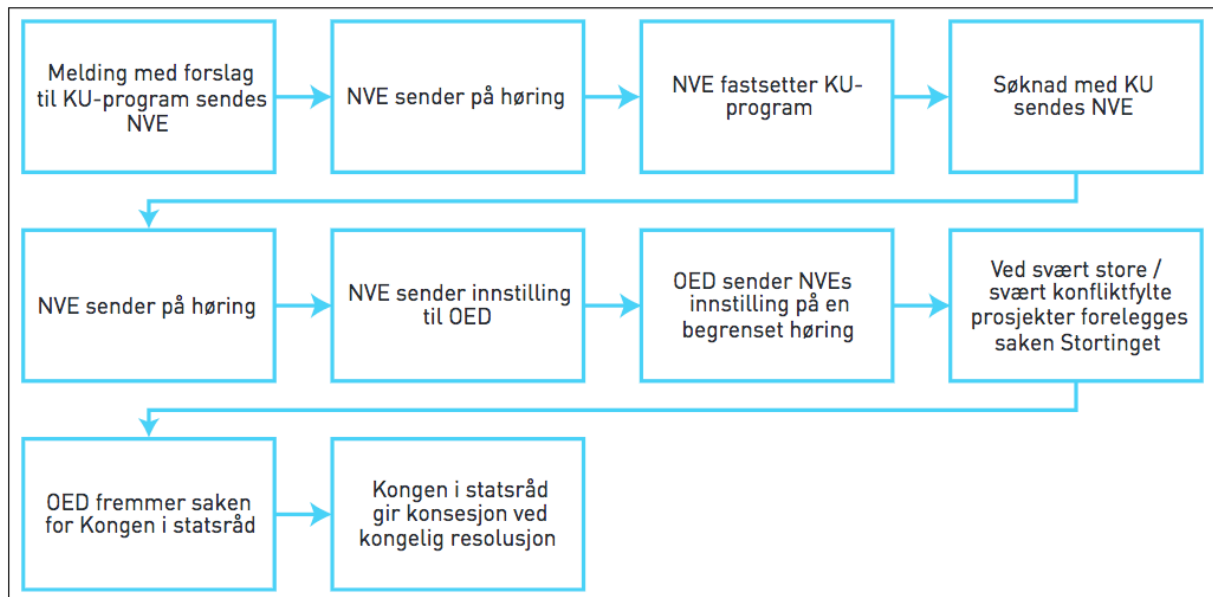 Melding med forslag
til KU-program sendes
NVE
NVE sender på høring
NVE fastsetter KU-
program
Søknad med KU
sendes NVE
NVE sender på høring
NVE sender innstilling
til OED
OED sender NVEs
innstilling på en
begrenset høring
Ved svært store /
svært konfliktfylte
prosjekter forelegges
saken Stortinget
OED fremmer saken
for Kongen i statsråd
Kongen i statsråd
gir konsesjon ved
kongelig resolusjon